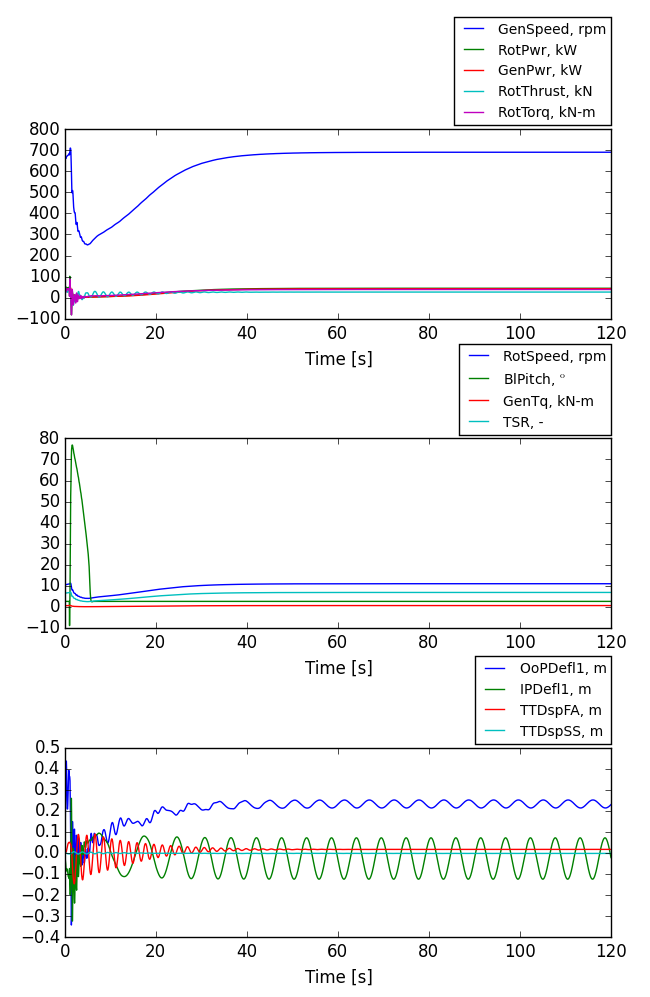 GenSpeed, rpm
RotPwr, kW
GenPwr, kW
RotThrust, kN
RotTorq, kN-m
800
700
600
500
400
300
200
100
0
−100
0 20 40 60 80 100 120
Time [s]
RotSpeed, rpm
BlPitch, °
GenTq, kN-m
TSR, -
80
70
60
50
40
30
20
10
0
−10
0 20 40 60 80 100 120
Time [s]
OoPDefl1, m
IPDefl1, m
TTDspFA, m
TTDspSS, m
0.5
0.4
0.3
0.2
0.1
0.0
−0.1
−0.2
−0.3
−0.4
0 20 40 60 80 100 120
Time [s]